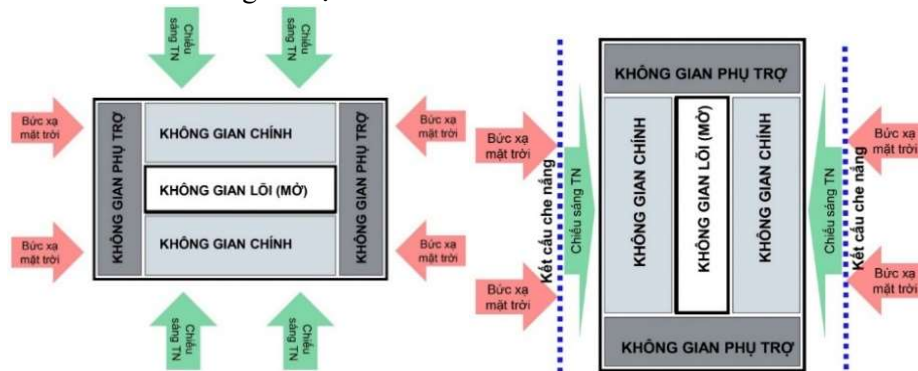 Chiếu
sáng TN
Chiếu
sáng TN
Bức xạ
mặt trời
Bức xạ
mặt trời
KHÔNG GIAN PHỤ TRỢ
KHÔNG GIAN CHÍNH
KHÔNG GIAN LÕI (MỞ)
KHÔNG GIAN CHÍNH
KHÔNG GIAN PHỤ TRỢ
Bức xạ
mặt trời
Bức xạ
mặt trời
Chiếu
sáng TN
Chiếu
sáng TN
Bức xạ
mặt trời
Bức xạ
mặt trời
Kết cấu che nắng
Chiếu sáng TN
KHÔNG GIAN PHỤ TRỢ
KHÔNG GIAN CHÍNH
KHÔNG GIAN LÕI (MỞ)
KHÔNG GIAN CHÍNH
KHÔNG GIAN PHỤ TRỢ
Chiếu sáng TN
Kết cấu che nắng
Bức xạ
mặt trời
Bức xạ
mặt trời